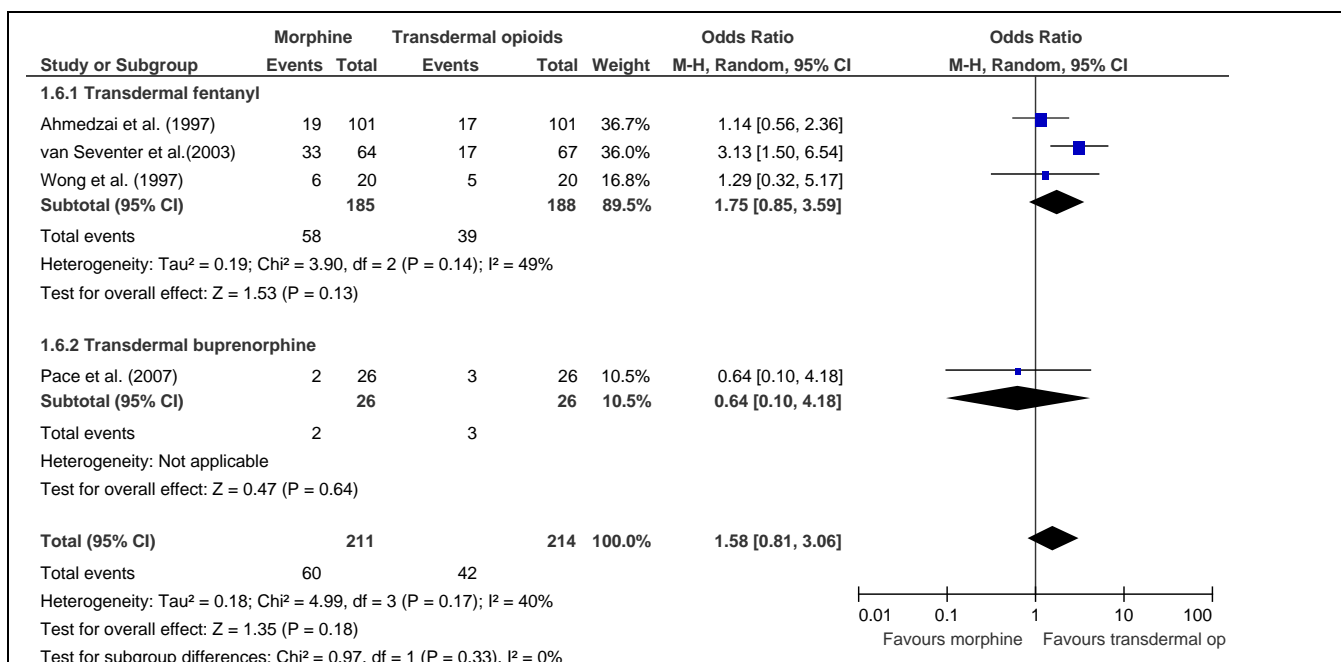 Morphine Transdermal opioids Odds Ratio Odds Ratio
Study or Subgroup Events Total Events Total Weight M-H, Random, 95% CI M-H, Random, 95% CI
1.6.1 Transdermal fentanyl
Ahmedzai et al. (1997) 19 101 17 101 36.7% 1.14 [0.56, 2.36]
van Seventer et al.(2003) 33 64 17 67 36.0% 3.13 [1.50, 6.54]
Wong et al. (1997) 6 20 5 20 16.8% 1.29 [0.32, 5.17]
Subtotal (95% CI) 185 188 89.5% 1.75 [0.85, 3.59]
Total events 58 39
Heterogeneity: Tau² = 0.19; Chi² = 3.90, df = 2 (P = 0.14); I² = 49%
Test for overall effect: Z = 1.53 (P = 0.13)
1.6.2 Transdermal buprenorphine
Pace et al. (2007) 2 26 3 26 10.5% 0.64 [0.10, 4.18]
Subtotal (95% CI) 26 26 10.5% 0.64 [0.10, 4.18]
Total events 2 3
Heterogeneity: Not applicable
Test for overall effect: Z = 0.47 (P = 0.64)
Total (95% CI) 211 214 100.0% 1.58 [0.81, 3.06]
Total events 60 42
Heterogeneity: Tau² = 0.18; Chi² = 4.99, df = 3 (P = 0.17); I² = 40%
Test for overall effect: Z = 1.35 (P = 0.18)
Test for subgroup differences: Chi² = 0.97, df = 1 (P = 0.33), I² = 0%
0.01 0.1 1 10 100
Favours morphine Favours transdermal op